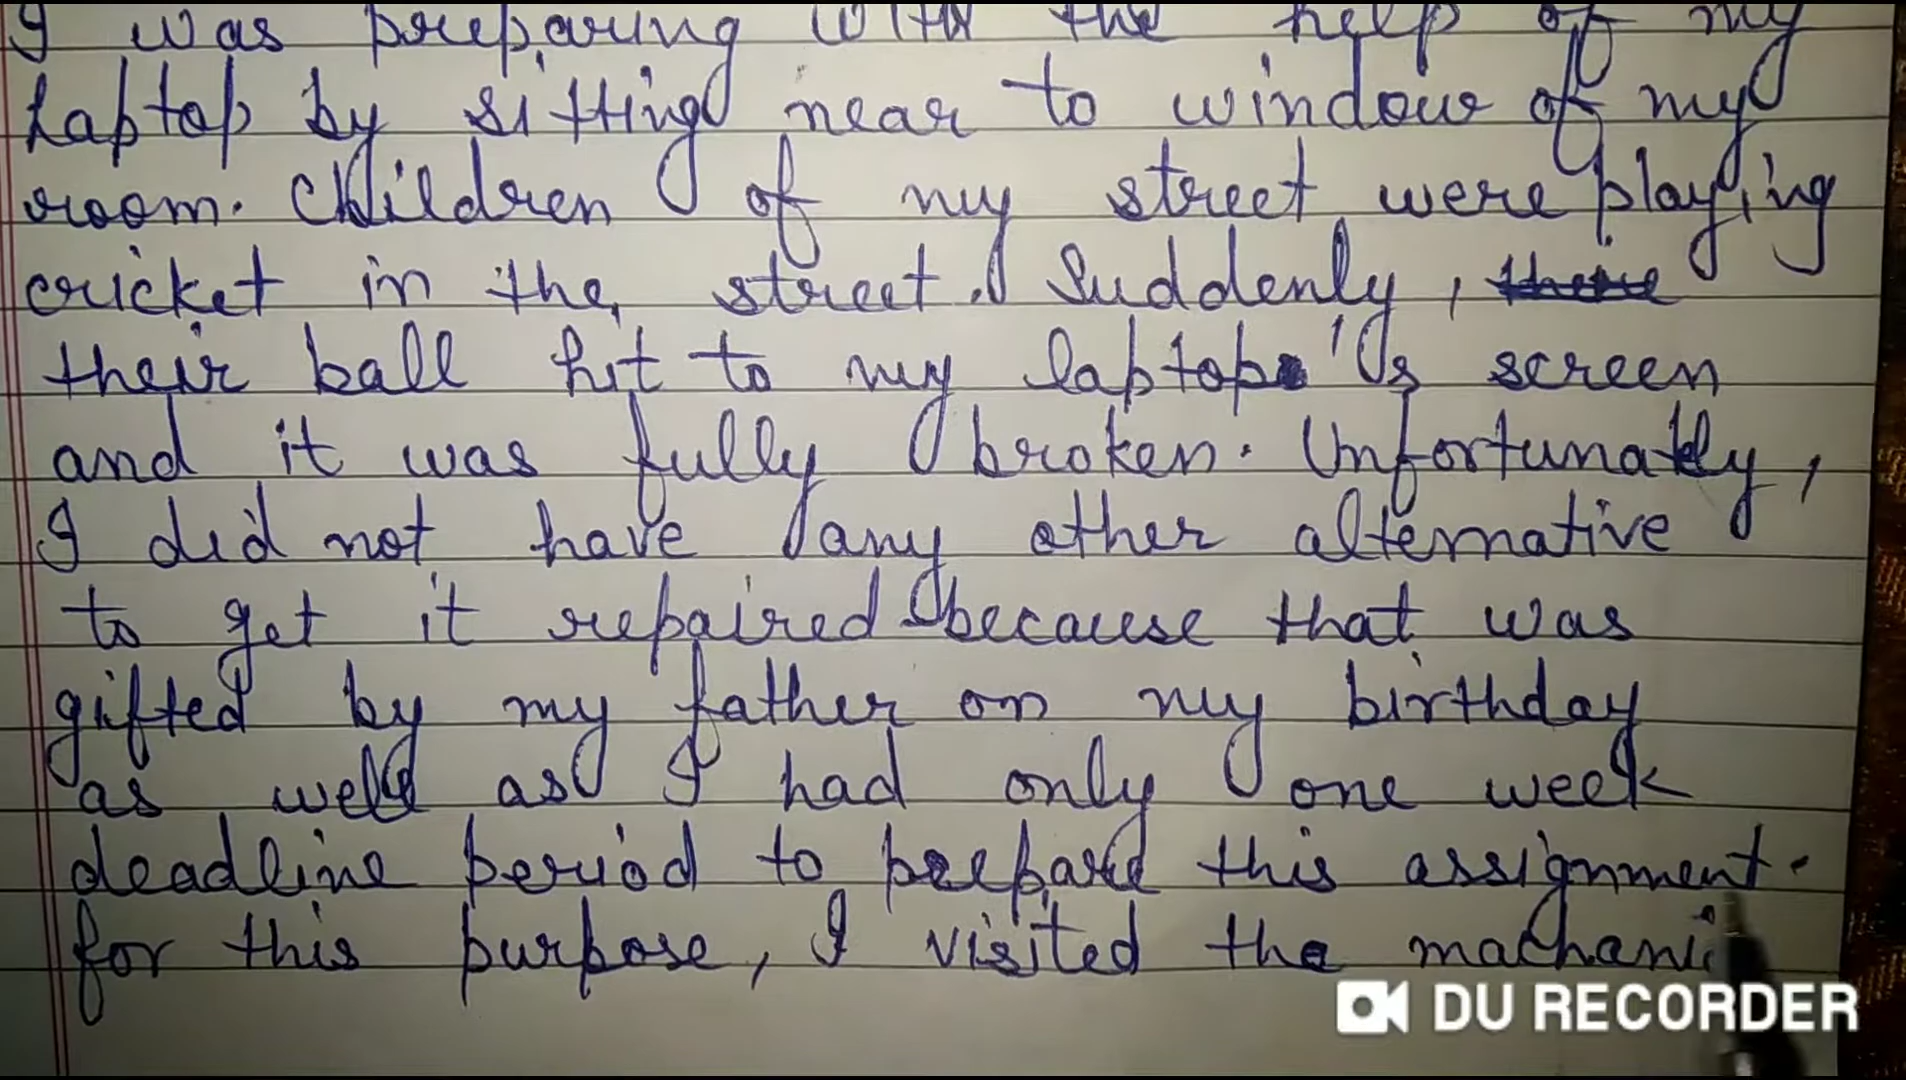 I was preparing with the help of my
Laptop by sitting near to window of my
room. Children of my street were playing
cricket in the street. Suddenly,
their ball hit to my laptop's screen
and it was fully broken. Unfortunately,
I did not have any other alternative
to get it repaired because that was
gifted by my father on my birthday
as well as I had only one week
deadline period to prepare this assignment.
for this purpose, I visited the machani
DU RECORDER